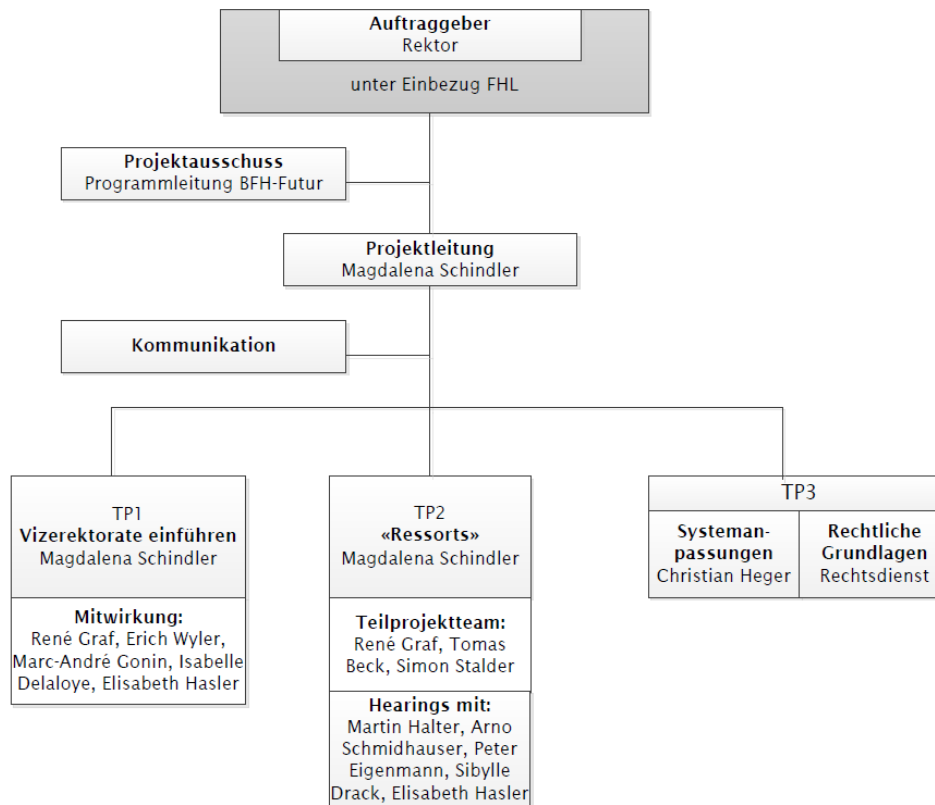 Auftraggeber
Rektor
unter Einbezug FHL
Projektausschuss
Programmleitung BFH-Futur
Projektleitung
Magdalena Schindler
Kommunikation
TP1
Vizerektorate einführen
Magdalena Schindler
Mitwirkung:
René Graf, Erich Wyler,
Marc-André Gonin, Isabelle
Delaloye, Elisabeth Hasler
TP2
«Ressorts»
Magdalena Schindler
Teilprojektteam:
René Graf, Tomas
Beck, Simon Stalder
Hearings mit:
Martin Halter, Arno
Schmidhauser, Peter
Eigenmann, Sibylle
Drack, Elisabeth Hasler
TP3
Systeman-
passungen
Christian Heger
Rechtliche
Grundlagen
Rechtsdienst